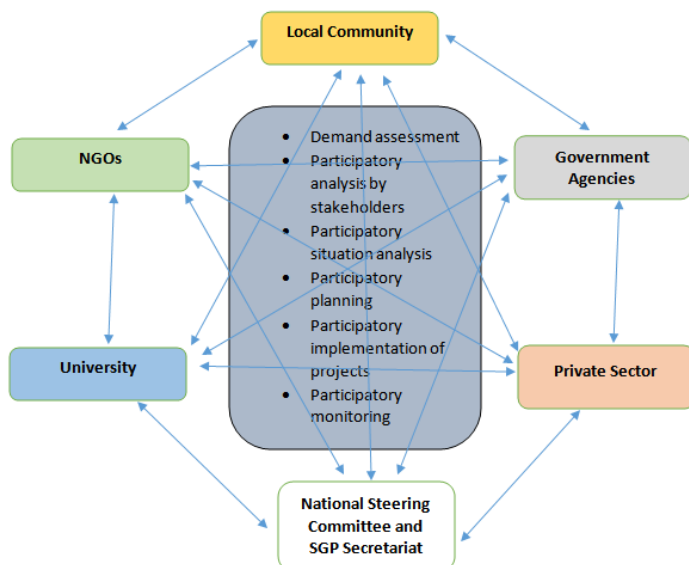 Local Community
NGOs
Government
Agencies
• Demand assessment
• Participatory
analysis by
stakeholders
• Participatory
situation analysis
• Participatory
planning
• Participatory
implementation of
projects
• Participatory
monitoring
University
Private Sector
National Steering
Committee and
SGP Secretariat